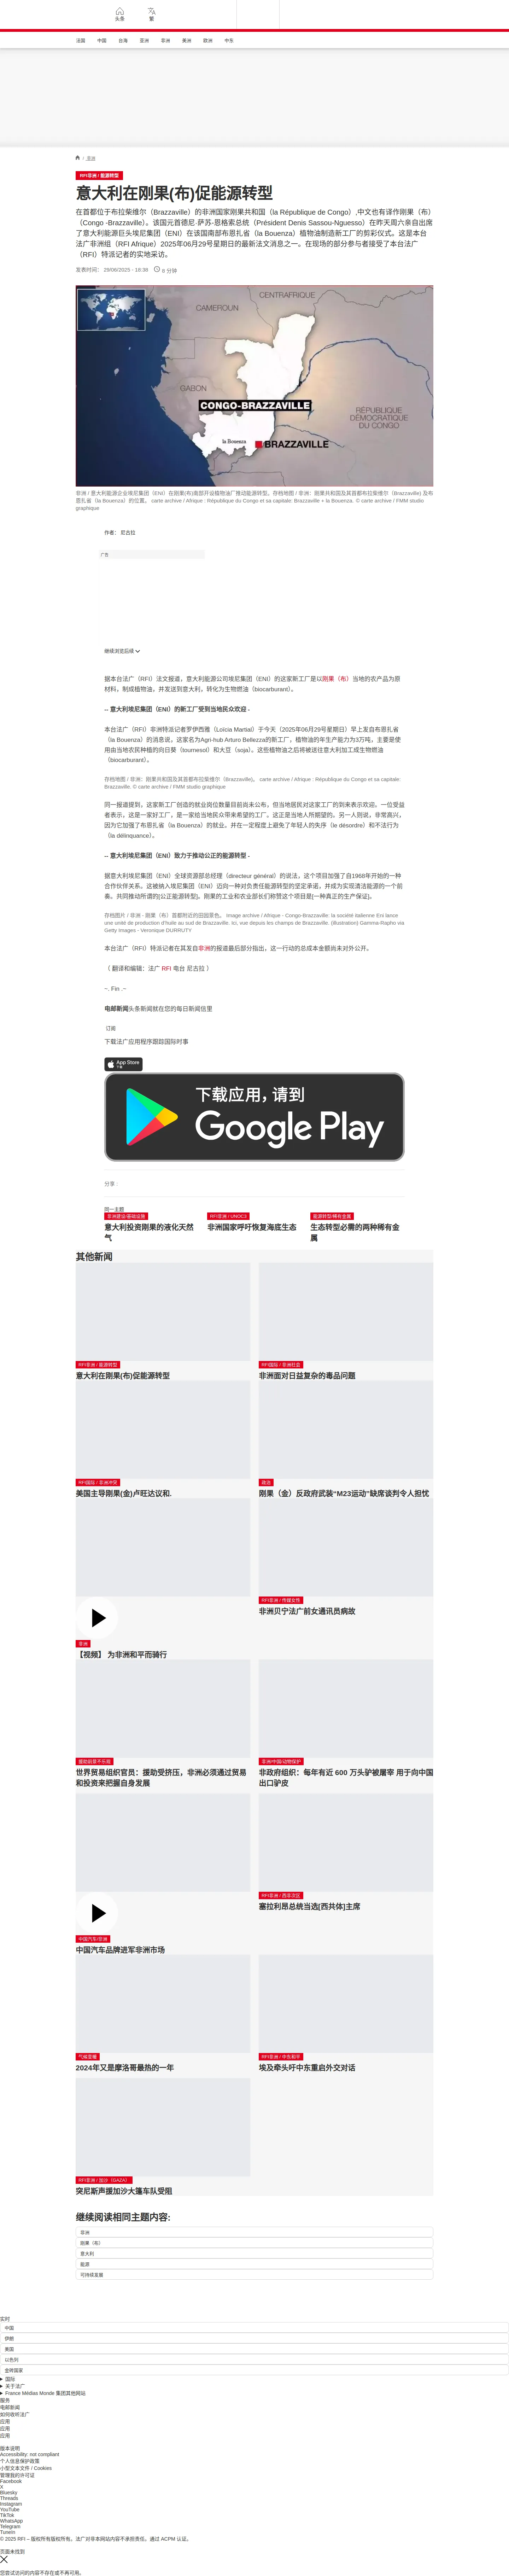 头条
繁
法国
中国
台海
亚洲
非洲
美洲
欧洲
中东
/ 非洲
RFI非洲 / 能源转型
意大利在刚果(布)促能源转型
在首都位于布拉柴维尔（Brazzaville）的非洲国家刚果共和国（la République de Congo）,中文也有译作刚果（布）
（Congo -Brazzaville）。该国元首德尼·萨苏-恩格索总统（Président Denis Sassou-Nguesso）在昨天周六亲自出席
了意大利能源巨头埃尼集团（ENI）在该国南部布恩扎省（la Bouenza）植物油制造新工厂的剪彩仪式。这是本台
法广非洲组（RFI Afrique）2025年06月29号星期日的最新法文消息之一。在现场的部分参与者接受了本台法广
（RFI）特派记者的实地采访。
发表时间： 29/06/2025 - 18:38 6 分钟
CENTRAFRIQUE
CAMEROUN
GABON
CONGO-BRAZZAVILLE
RÉPUBLIQUE
DÉMOCRATIQUE
DU CONGO
la Bouenza
BRAZZAVILLE
非洲 / 意大利能源企业埃尼集团（ENI）在刚果(布)南部开设植物油厂推动能源转型。存档地图 / 非洲：刚果共和国及其首都布拉柴维尔（Brazzaville) 及布
恩扎省（la Bouenza）的位置。 carte archive / Afrique : République du Congo et sa capitale: Brazzaville + la Bouenza. © carte archive / FMM studio
graphique
作者： 尼古拉
广告
继续浏览后续
据本台法广（RFI）法文报道，意大利能源公司埃尼集团（ENI）的这家新工厂是以刚果（布）当地的农产品为原
材料，制成植物油，并发送到意大利，转化为生物燃油（biocarburant）。
-- 意大利埃尼集团（ENI）的新工厂受到当地民众欢迎 -
本台法广（RFI）非洲特派记者罗伊西雅（Loïcia Martial）于今天（2025年06月29号星期日）早上发自布恩扎省
（la Bouenza）的消息说，这家名为Agri-hub Arturo Bellezza的新工厂，植物油的年生产能力为3万吨，主要是使
用由当地农民种植的向日葵（tournesol）和大豆（soja）。这些植物油之后将被送往意大利加工成生物燃油
（biocarburant）。
存档地图 / 非洲：刚果共和国及其首都布拉柴维尔（Brazzaville)。 carte archive / Afrique : République du Congo et sa capitale:
Brazzaville. © carte archive / FMM studio graphique
同一报道提到，这家新工厂创造的就业岗位数量目前尚未公布，但当地居民对这家工厂的到来表示欢迎。一位受益
者表示，这是一家好工厂，是一家给当地民众带来希望的工厂。这正是当地人所期望的。另一人则说，非常高兴，
因为它加强了布恩扎省（la Bouenza）的就业。并在一定程度上避免了年轻人的失序（le désordre）和不法行为
（la délinquance）。
-- 意大利埃尼集团（ENI）致力于推动公正的能源转型 -
据意大利埃尼集团（ENI）全球资源部总经理（directeur général）的说法，这个项目加强了自1968年开始的一种
合作伙伴关系。这被纳入埃尼集团（ENI）迈向一种对负责任能源转型的坚定承诺，并成为实现清洁能源的一个前
奏。共同推动所谓的[公正能源转型]。刚果的工业和农业部长们称赞这个项目是[一种真正的生产保证]。
存档图片 / 非洲 - 刚果（布）首都附近的田园景色。 Image archive / Afrique - Congo-Brazzaville: la société italienne Eni lance
une unité de production d'huile au sud de Brazzaville. Ici, vue depuis les champs de Brazzaville. (Illustration) Gamma-Rapho via
Getty Images - Veronique DURRUTY
本台法广（RFI）特派记者在其发自非洲的报道最后部分指出，这一行动的总成本金额尚未对外公开。
（ 翻译和编辑：法广 RFI 电台 尼古拉 ）
~. Fin .~
电邮新闻头条新闻就在您的每日新闻信里
订阅
下载法广应用程序跟踪国际时事
App Store
下载
下载应用，请到
Google Play
分享 :
同一主题
非洲建设/基础设施
意大利投资刚果的液化天然
气
RFI非洲 / UNOC3
非洲国家呼吁恢复海底生态
能源转型/稀有金属
生态转型必需的两种稀有金
属
其他新闻
RFI非洲 / 能源转型
意大利在刚果(布)促能源转型
RFI国际 / 非洲社会
非洲面对日益复杂的毒品问题
RFI国际 / 非洲冲突
美国主导刚果(金)卢旺达议和.
政治
刚果（金）反政府武装“M23运动”缺席谈判令人担忧
非洲
【视频】 为非洲和平而骑行
RFI非洲 / 传媒女性
非洲贝宁法广前女通讯员病故
援助前景不乐观
世界贸易组织官员：援助受挤压，非洲必须通过贸易
和投资来把握自身发展
非洲/中国/动物保护
非政府组织：每年有近 600 万头驴被屠宰 用于向中国
出口驴皮
中国汽车/非洲
中国汽车品牌进军非洲市场
RFI非洲 / 西非次区
塞拉利昂总统当选[西共体]主席
气候变暖
2024年又是摩洛哥最热的一年
RFI亚洲 / 中东和平
埃及牵头吁中东重启外交对话
RFI非洲 / 加沙（GAZA）
突尼斯声援加沙大篷车队受阻
继续阅读相同主题内容:
非洲
刚果（布）
意大利
能源
可持续发展
实时
中国
伊朗
美国
以色列
金砖国家
国际
关于法广
France Médias Monde 集团其他网站
服务
电邮新闻
如何收听法广
应用
应用
应用
版本说明
Accessibility: not compliant
个人信息保护政策
小型文本文件 / Cookies
管理我的许可证
Facebook
X
Bluesky
Threads
Instagram
YouTube
TikTok
WhatsApp
Telegram
TuneIn
© 2025 RFI – 版权所有版权所有。法广对非本网站内容不承担责任。通过 ACPM 认证。
页面未找到
您尝试访问的内容不存在或不再可用。